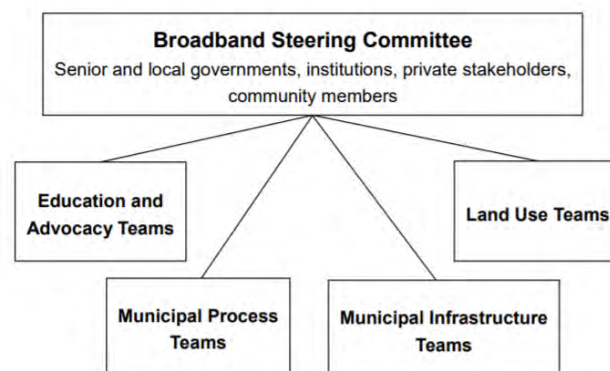 Broadband Steering Committee
Senior and local governments, institutions, private stakeholders,
community members
Education and
Advocacy Teams
Land Use Teams
Municipal Process
Teams
Municipal Infrastructure
Teams